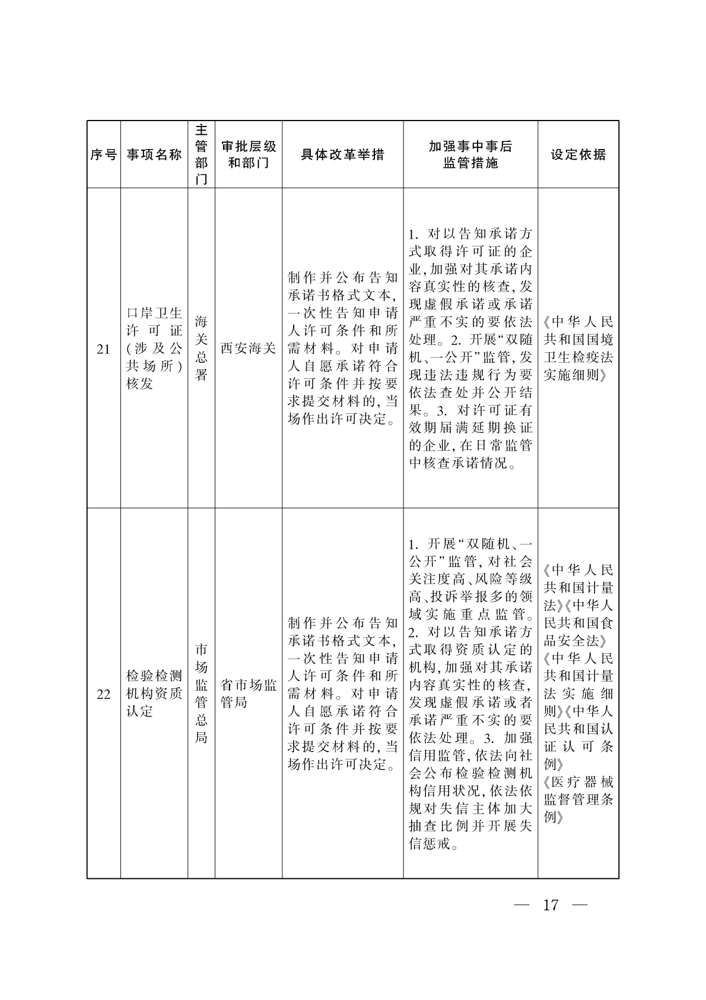 序号
事项名称
主
管
部
门
审批层级
和部门
具体改革举措
加强事中事后
监管措施
设定依据
21
口岸卫生
许可证
(涉及公
共场所)
核发
海
关
总
署
西安海关
制作并公布告知
承诺书格式文本,
一次性告知申请
人许可条件和所
需材料。对申请
人自愿承诺符合
许可条件并按要
求提交材料的,当
场作出许可决定。
1. 对以告知承诺方
式取得许可证的企
业,加强对其承诺内
容真实性的核查,发
现虚假承诺或承诺
严重不实的要依法
处理。2. 开展“双随
机、一公开”监管,发
现违法违规行为要
依法查处并公开结
果。3. 对许可证有
效期届满延期换证
的企业,在日常监管
中核查承诺情况。
《中华人民
共和国国境
卫生检疫法
实施细则》
22
检验检测
机构资质
认定
市
场
监
管
总
局
省市场监
管局
制作并公布告知
承诺书格式文本,
一次性告知申请
人许可条件和所
需材料。对申请
人自愿承诺符合
许可条件并按要
求提交材料的,当
场作出许可决定。
1. 开展“双随机、一
公开”监管,对社会
关注度高、风险等级
高、投诉举报多的领
域实施重点监管。
2. 对以告知承诺方
式取得资质认定的
机构,加强对其承诺
内容真实性的核查,
发现虚假承诺或者
承诺严重不实的要
依法处理。3. 加强
信用监管,依法向社
会公布检验检测机
构信用状况,依法依
规对失信主体加大
抽查比例并开展失
信惩戒。
《中华人民
共和国计量
法》《中华人
民共和国食
品安全法》
《中华人民
共和国计量
法实施细
则》《中华人
民共和国认
证认可条
例》
《医疗器械
监督管理条
例》
— 17 —